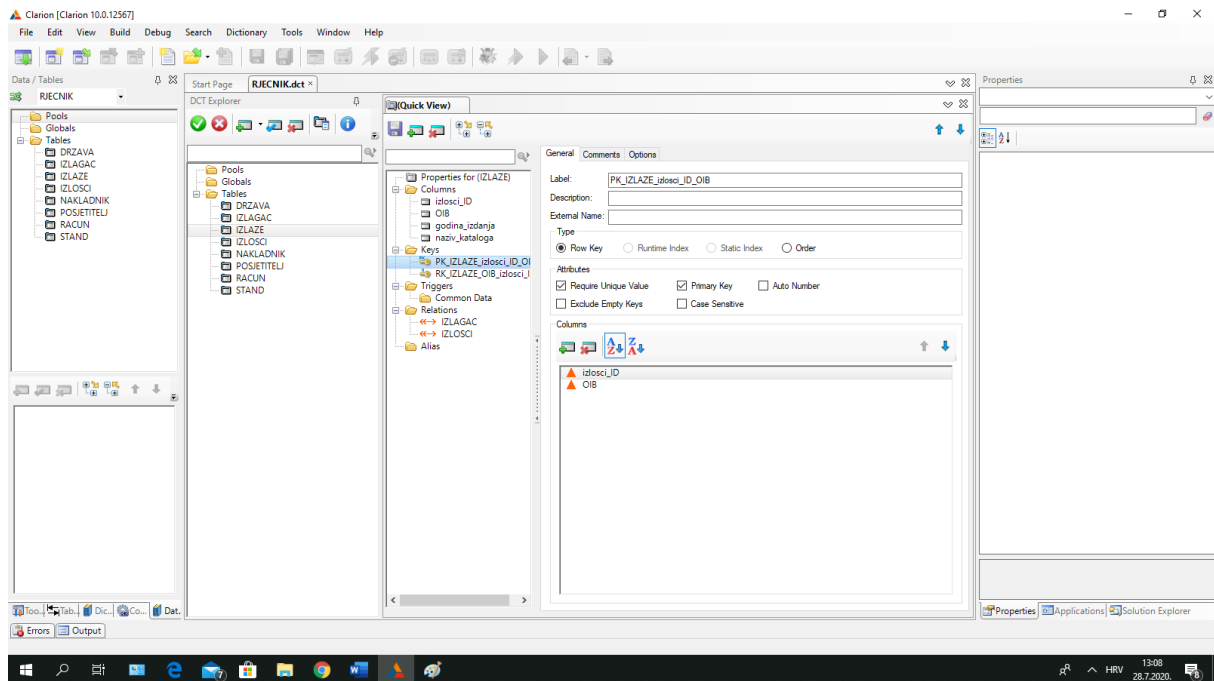 Clarion [Clarion 10.0.12567]
File Edit View Build Debug Search Dictionary Tools Window Help
Data / Tables
RJECNIK
Pools
Globals
Tables
DRZAVA
IZLAGAC
IZLAZE
IZLOSCI
NAKLADNIK
POSJETITELJ
RACUN
STAND
Too... Tab... Dic... Co... Dat.
Start Page RJECNIK.dct ×
DCT Explorer
Pools
Globals
Tables
DRZAVA
IZLAGAC
IZLAZE
IZLOSCI
NAKLADNIK
POSJETITELJ
RACUN
STAND
(Quick View)
Properties for (IZLAZE)
Columns
izlosci_ID
OIB
godina_izdanja
naziv_kataloga
Keys
PK_IZLAZE_izlosci_ID_OI
RK_IZLAZE_OIB_izlosci_I
Triggers
Common Data
Relations
IZLAGAC
IZLOSCI
Alias
General Comments Options
Label: PK_IZLAZE_izlosci_ID_OIB
Description:
External Name:
Type
Row Key Runtime Index Static Index Order
Attributes
Require Unique Value Primary Key Auto Number
Exclude Empty Keys Case Sensitive
Columns
izlosci_ID
OIB
Properties
Properties Applications Solution Explorer
Errors Output
HRV
13:08
28.7.2020.